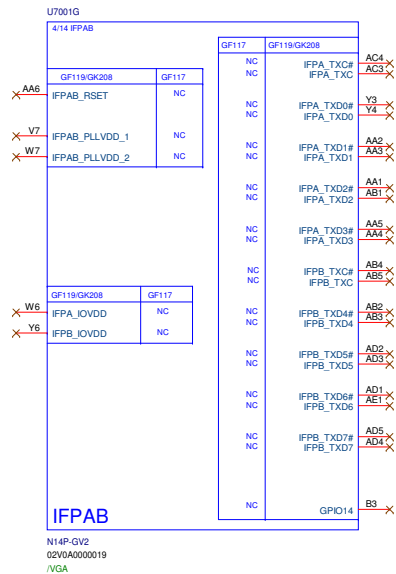 U7001G
4/14 IFPAB
GF117 GF119/GK208
NC IFPA_TXC# AC4
NC IFPA_TXC AC3
GF119/GK208 GF117
AA6 IFPAB_RSET NC
NC IFPA_TXD0# Y3
NC IFPA_TXD0 Y4
V7 IFPAB_PLLVDD_1 NC
W7 IFPAB_PLLVDD_2 NC
NC IFPA_TXD1# AA2
NC IFPA_TXD1 AA3
NC IFPA_TXD2# AA1
NC IFPA_TXD2 AB1
NC IFPA_TXD3# AA5
NC IFPA_TXD3 AA4
NC IFPB_TXC# AB4
NC IFPB_TXC AB5
GF119/GK208 GF117
W6 IFPA_IOVDD NC
Y6 IFPB_IOVDD NC
NC IFPB_TXD4# AB2
NC IFPB_TXD4 AB3
NC IFPB_TXD5# AD2
NC IFPB_TXD5 AD3
NC IFPB_TXD6# AD1
NC IFPB_TXD6 AE1
NC IFPB_TXD7# AD5
NC IFPB_TXD7 AD4
NC GPIO14 B3
IFPAB
N14P-GV2
02V0A0000019
/VGA